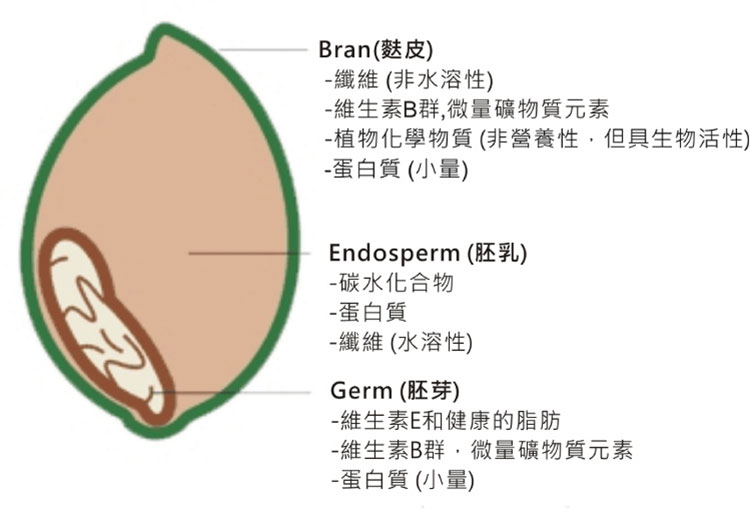 Bran(麩皮)
-纖維 (非水溶性)
-維生素B群,微量礦物質元素
-植物化學物質 (非營養性，但具生物活性)
-蛋白質 (小量)
Endosperm (胚乳)
-碳水化合物
-蛋白質
-纖維 (水溶性)
Germ (胚芽)
-維生素E和健康的脂肪
-維生素B群，微量礦物質元素
-蛋白質 (小量)